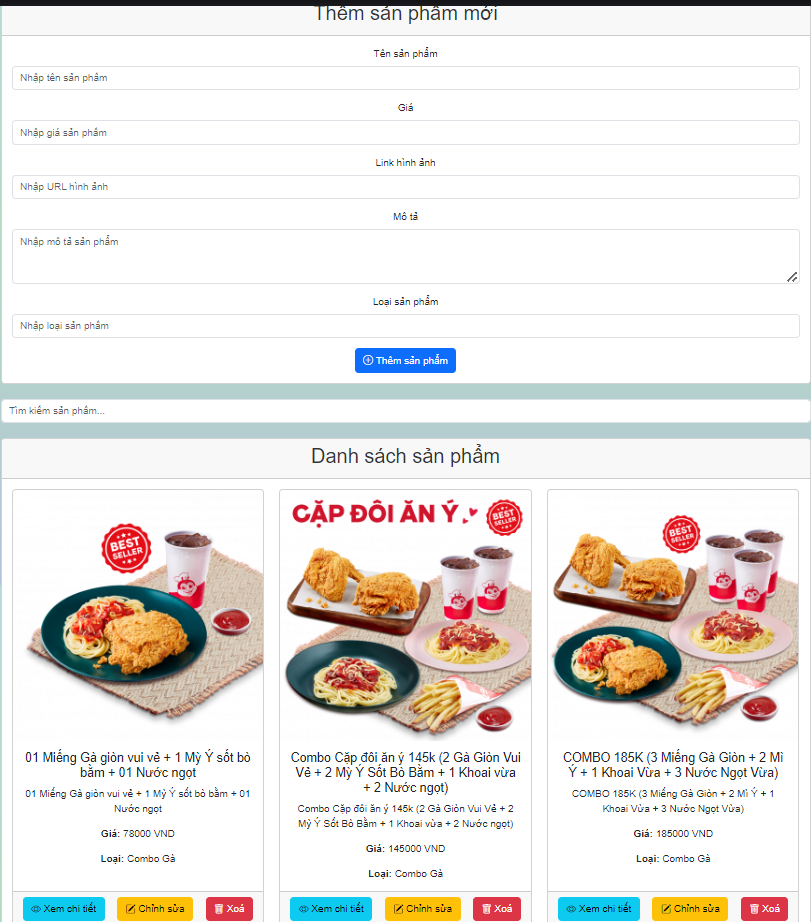 Thêm sản phẩm mới
Tên sản phẩm
Nhập tên sản phẩm
Giá
Nhập giá sản phẩm
Link hình ảnh
Nhập URL hình ảnh
Mô tả
Nhập mô tả sản phẩm
Loại sản phẩm
Nhập loại sản phẩm
Thêm sản phẩm
Tìm kiếm sản phẩm...
Danh sách sản phẩm
BEST SELLER
CẶP ĐÔI ĂN Ý
BEST SELLER
BEST SELLER
01 Miếng Gà giòn vui vẻ + 1 Mỳ Ý sốt bò
bằm + 01 Nước ngọt
01 Miếng Gà giòn vui vẻ + 1 Mỳ Ý sốt bò bằm + 01
Nước ngọt
Giá: 78000 VND
Loại: Combo Gà
Xem chi tiết Chỉnh sửa Xoá
Combo Cặp đôi ăn ý 145k (2 Gà Giòn Vui
Vẻ + 2 Mỳ Ý Sốt Bò Bằm + 1 Khoai vừa
+ 2 Nước ngọt)
Combo Cặp đôi ăn ý 145k (2 Gà Giòn Vui Vẻ + 2
Mỳ Ý Sốt Bò Bằm + 1 Khoai vừa + 2 Nước ngọt)
Giá: 145000 VND
Loại: Combo Gà
Xem chi tiết Chỉnh sửa Xoá
COMBO 185K (3 Miếng Gà Giòn + 2 Mì
Ý + 1 Khoai Vừa + 3 Nước Ngọt Vừa)
COMBO 185K (3 Miếng Gà Giòn + 2 Mì Ý + 1
Khoai Vừa + 3 Nước Ngọt Vừa)
Giá: 185000 VND
Loại: Combo Gà
Xem chi tiết Chỉnh sửa Xoá